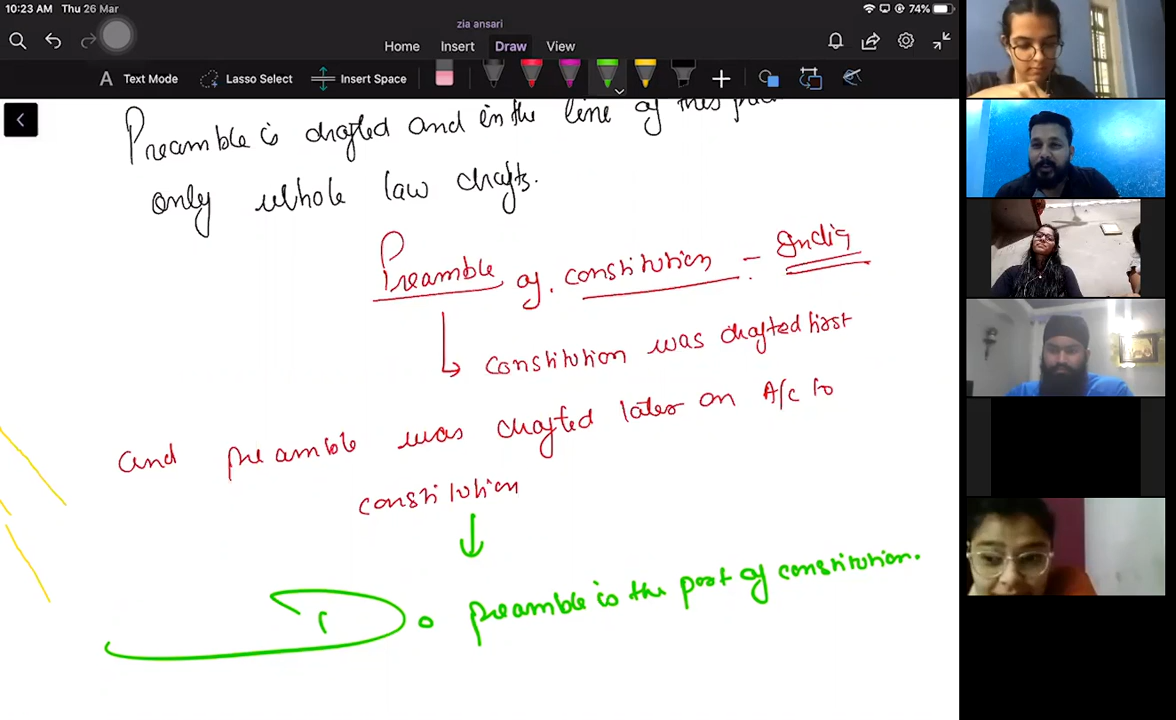 10:23 AM Thu 26 Mar
zia ansari
74%
Home Insert Draw View
Text Mode Lasso Select Insert Space
Preamble is drafted and in the line of this
only whole law drafts.
Preamble of constitution - India
constitution was drafted first
and preamble was drafted later on A/c to
constitution
preamble is the part of constitution.